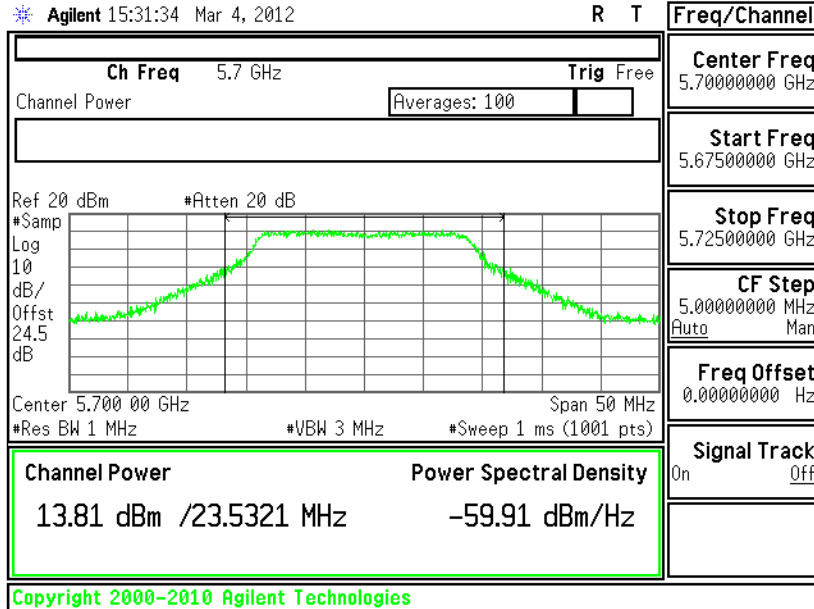 Agilent 15:31:34 Mar 4, 2012 R T
Freq/Channel
Ch Freq 5.7 GHz Trig Free
Channel Power Averages: 100
Center Freq
5.70000000 GHz
Start Freq
5.67500000 GHz
Stop Freq
5.72500000 GHz
CF Step
5.00000000 MHz
Auto Man
Freq Offset
0.00000000 Hz
Signal Track
On Off
Ref 20 dBm #Atten 20 dB
#Samp
Log
10
dB/
Offst
24.5
dB
Center 5.700 00 GHz Span 50 MHz
#Res BW 1 MHz #VBW 3 MHz #Sweep 1 ms (1001 pts)
Channel Power Power Spectral Density
13.81 dBm /23.5321 MHz -59.91 dBm/Hz
Copyright 2000-2010 Agilent Technologies